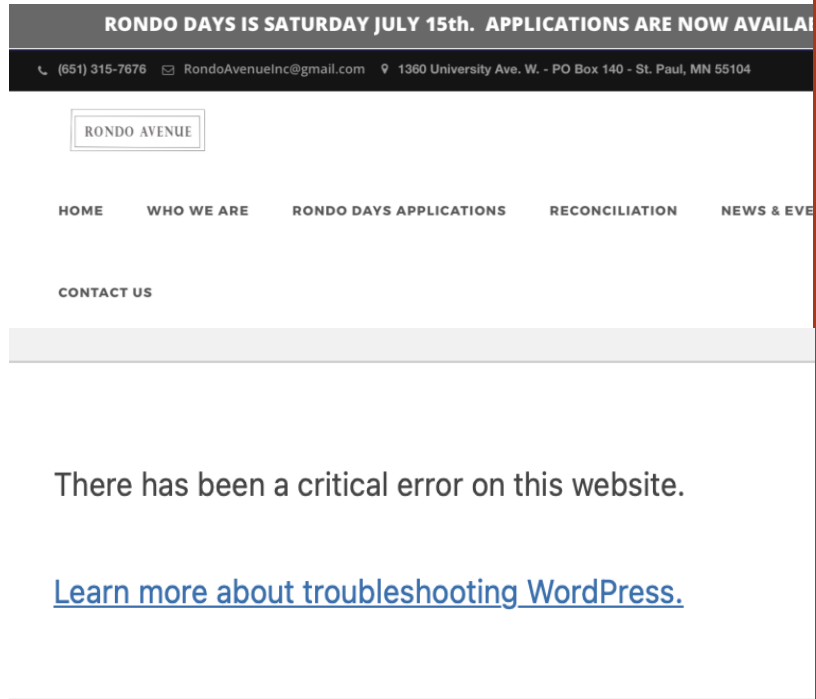 RONDO DAYS IS SATURDAY JULY 15th. APPLICATIONS ARE NOW
(651) 315-7676 RondoAvenueInc@gmail.com 1360 University Ave. W. - PO Box 140 - St. Paul, MN 55104
RONDO AVENUE
HOME WHO WE ARE RONDO DAYS APPLICATIONS RECONCILIATION NEWS &
CONTACT US
There has been a critical error on this website.
Learn more about troubleshooting WordPress.